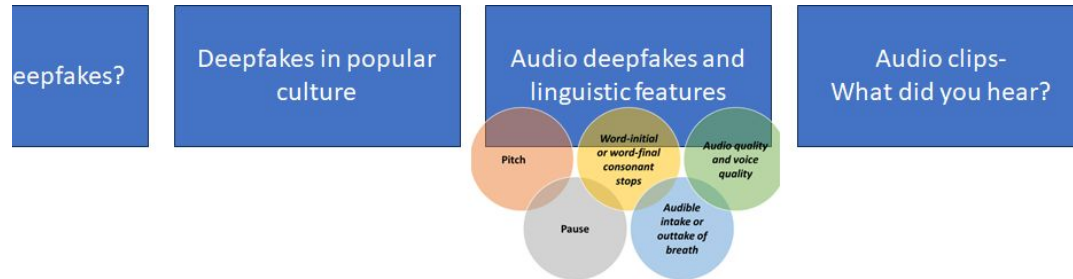 eepfakes?
Deepfakes in popular
culture
Audio deepfakes and
linguistic features
Audio clips-
What did you hear?
Pitch
Word-initial
or word-final
consonant
stops
Audio quality
and voice
quality
Pause
Audible
intake or
outtake of
breath